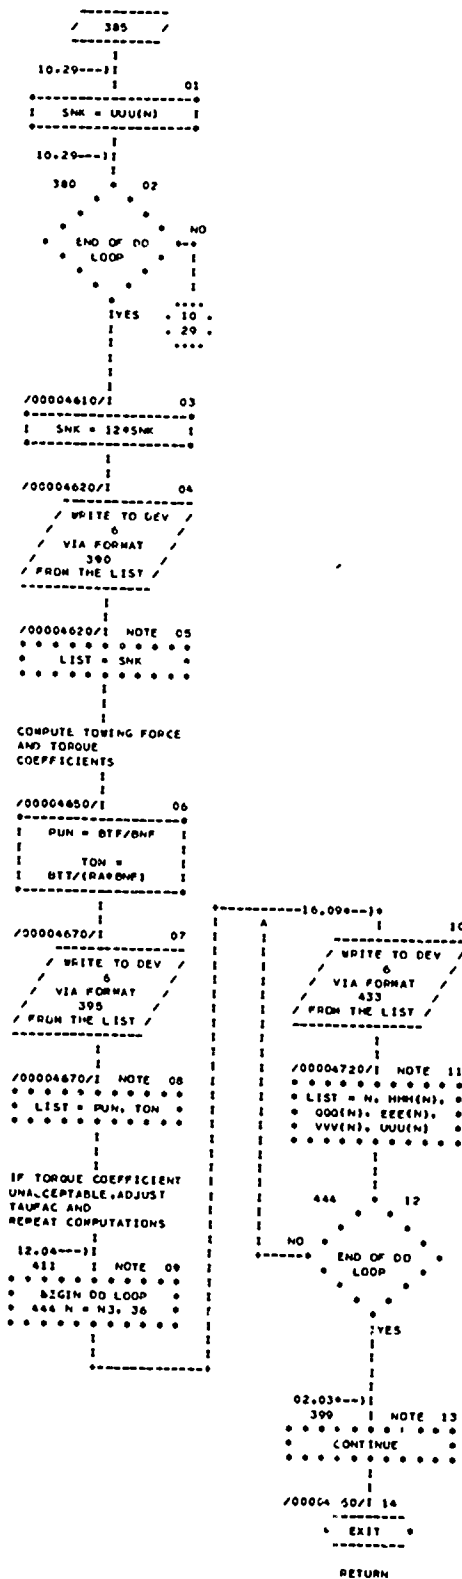 385
10.29---
01
SNK = UUU(N)
10.29---
380 02
NO
END OF DO
LOOP
YES
10
29
/00004610/ 03
SNK = 12*SNK
/00004620/ 04
WRITE TO DEV
6
VIA FORMAT
390
FROM THE LIST
/00004620/ NOTE 05
LIST = SNK
COMPUTE TOWING FORCE
AND TORQUE
COEFFICIENTS
/00004650/ 06
PUN = BTF/BNF
TON =
BTT/(RA*BNF)
/00004670/ 07
WRITE TO DEV
6
VIA FORMAT
395
FROM THE LIST
/00004670/ NOTE 08
LIST = PUN, TON
IF TORQUE COEFFICIENT
UNACCEPTABLE,ADJUST
TAUFAC AND
REPEAT COMPUTATIONS
12.04---
411 NOTE 09
BEGIN DO LOOP
444 N = N3, 36
16.09*--
A
10
WRITE TO DEV
6
VIA FORMAT
433
FROM THE LIST
/00004720/ NOTE 11
LIST = N, HHH(N),
QQQ(N), EEE(N),
VVV(N), UUU(N)
444 12
NO
END OF DO
LOOP
YES
02.03*--
399 NOTE 13
CONTINUE
14
EXIT
RETURN